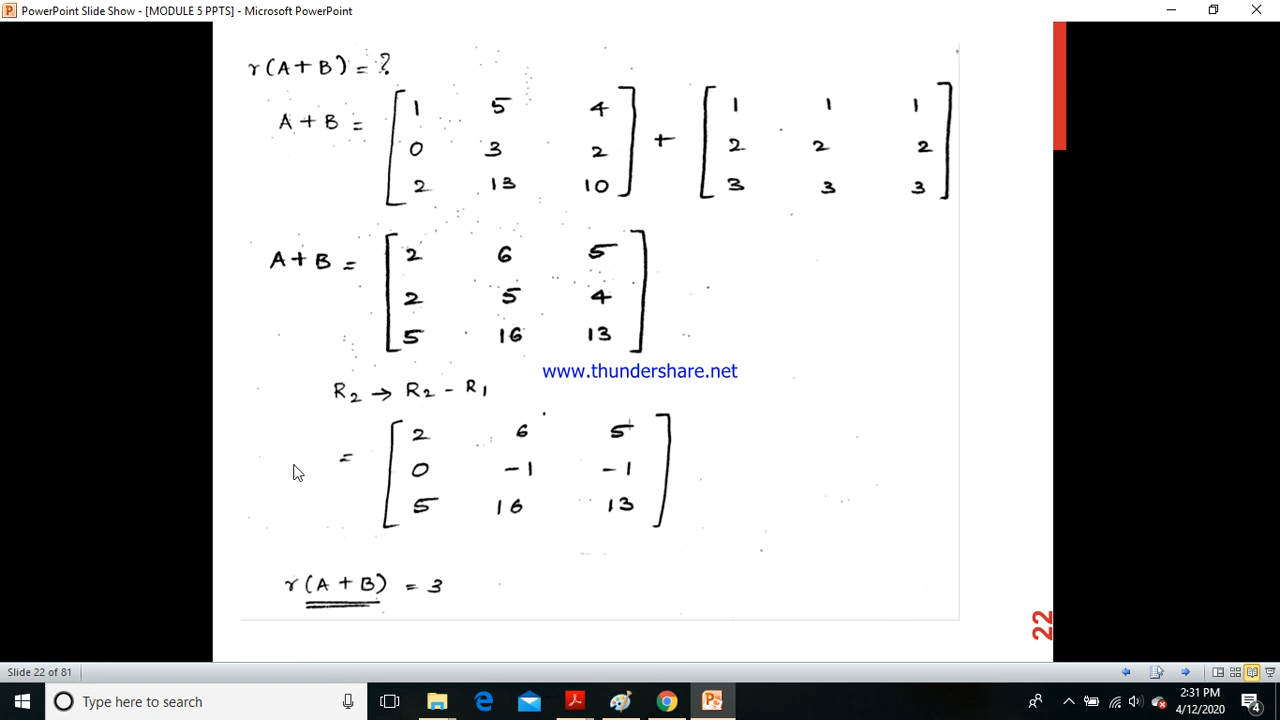 PowerPoint Slide Show - [MODULE 5 PPTS] - Microsoft PowerPoint
r(A+B) = ?
A+B = [1 5 4] + [1 1 1]
[0 3 2] [2 2 2]
[2 13 10] [3 3 3]
A+B = [2 6 5]
[2 5 4]
[5 16 13]
www.thundershare.net
R2 → R2 - R1
= [2 6 5]
[0 -1 -1]
[5 16 13]
r(A+B) = 3
22
Slide 22 of 81
Type here to search
2:31 PM
4/12/2020
4